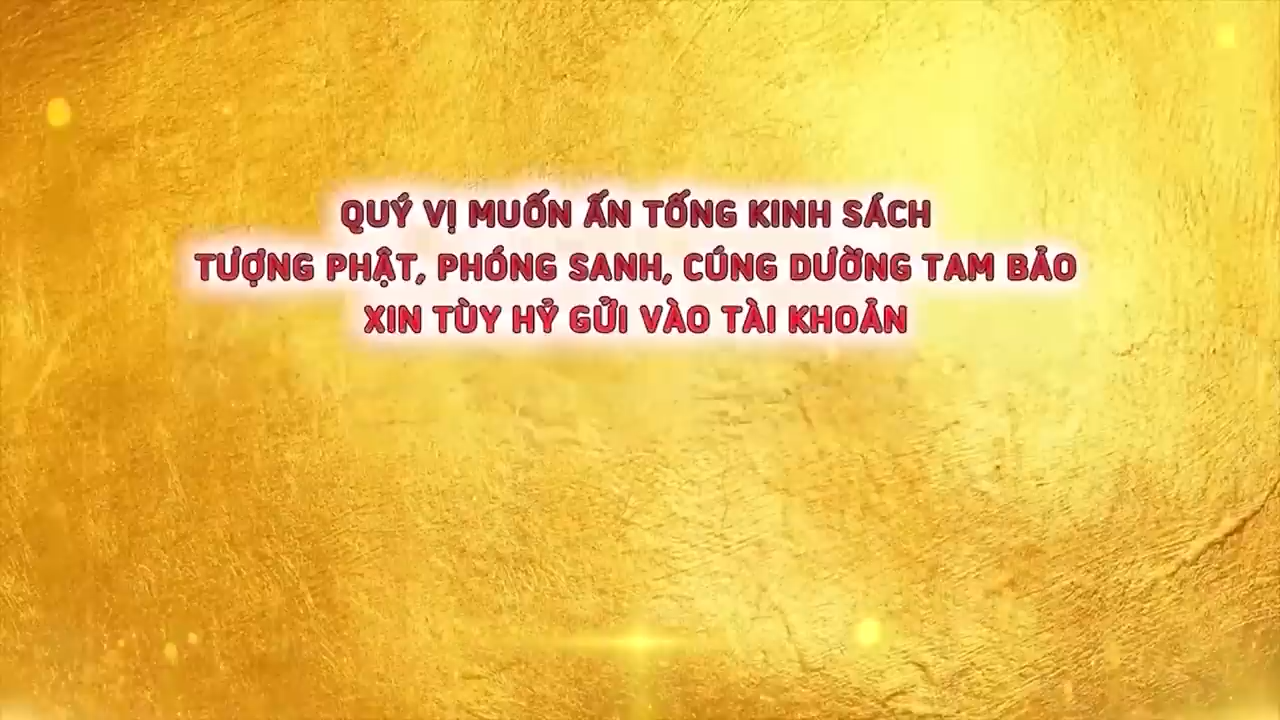 QUÝ VỊ MUỐN ẤN TỐNG KINH SÁCH
TƯỢNG PHẬT, PHÓNG SANH, CÚNG DƯỜNG TAM BẢO
XIN TÙY HỶ GỬI VÀO TÀI KHOẢN